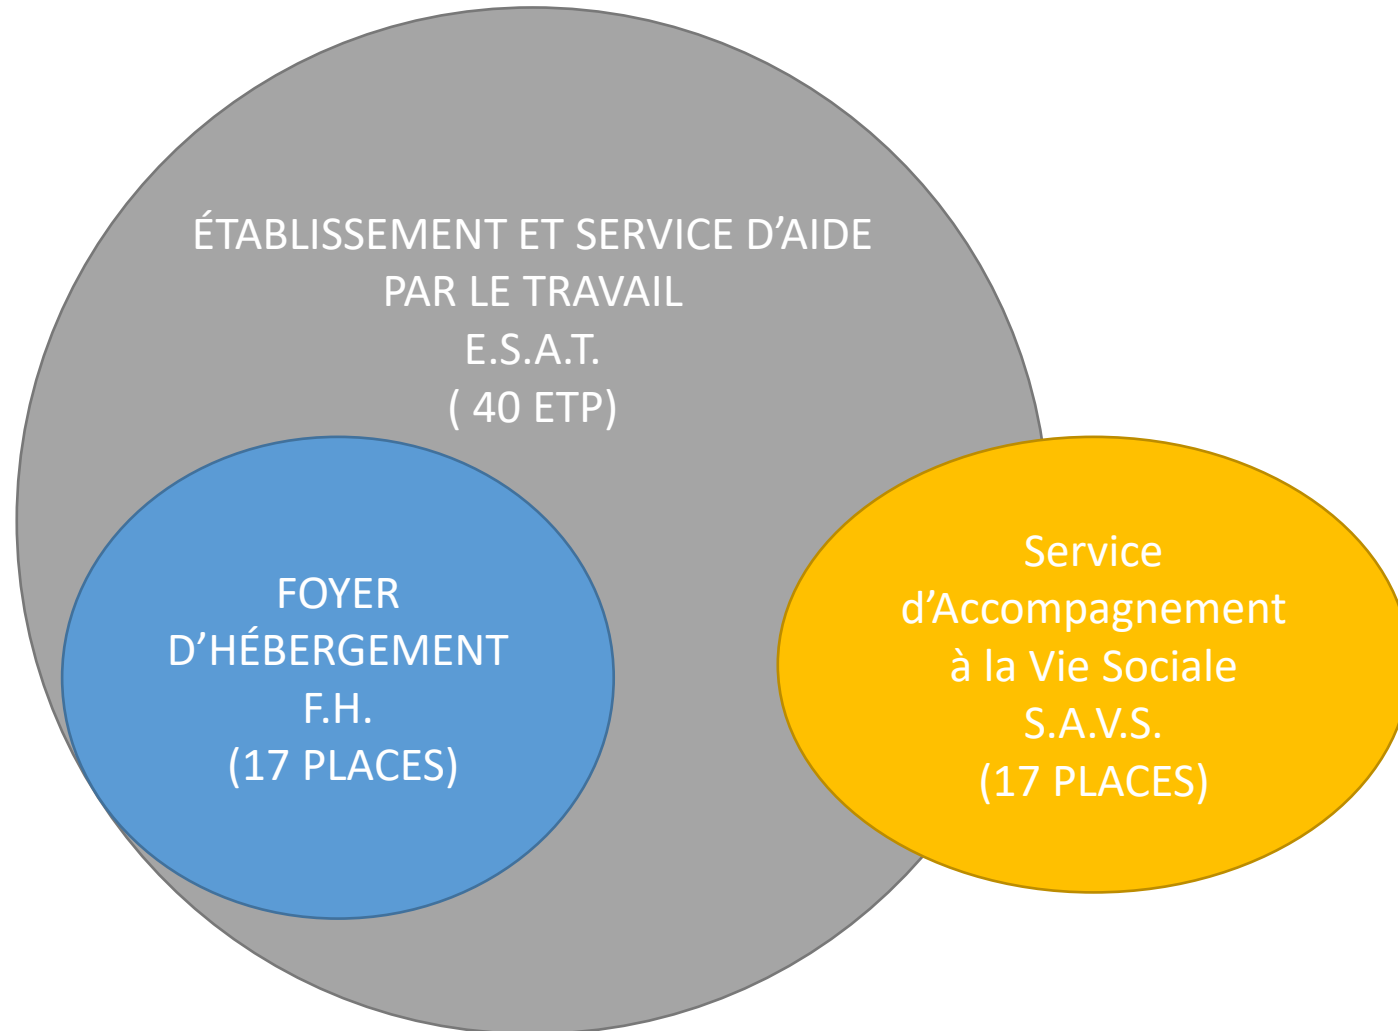 ÉTABLISSEMENT ET SERVICE D’AIDE
PAR LE TRAVAIL
E.S.A.T.
( 40 ETP)
FOYER
D’HÉBERGEMENT
F.H.
(17 PLACES)
Service
d’Accompagnement
à la Vie Sociale
S.A.V.S.
(17 PLACES)